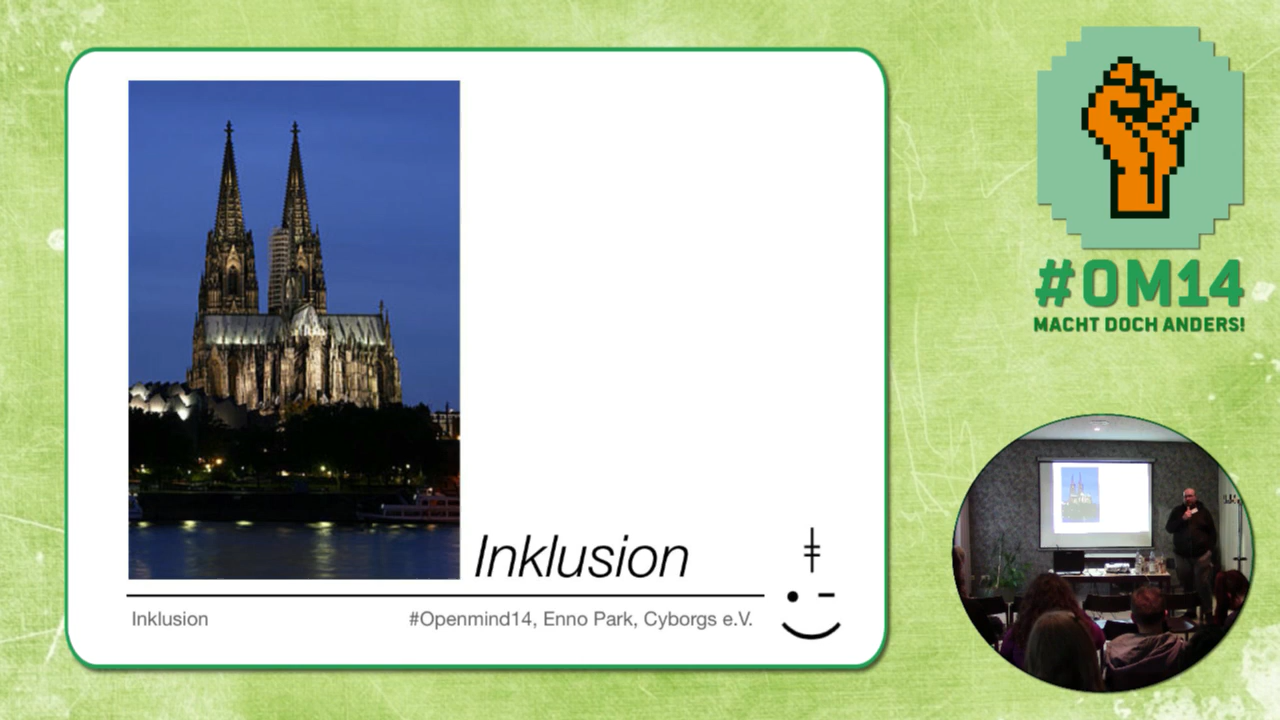 Inklusion
Inklusion
#Openmind14, Enno Park, Cyborgs e.V.
#OM14
MACHT DOCH ANDERS!